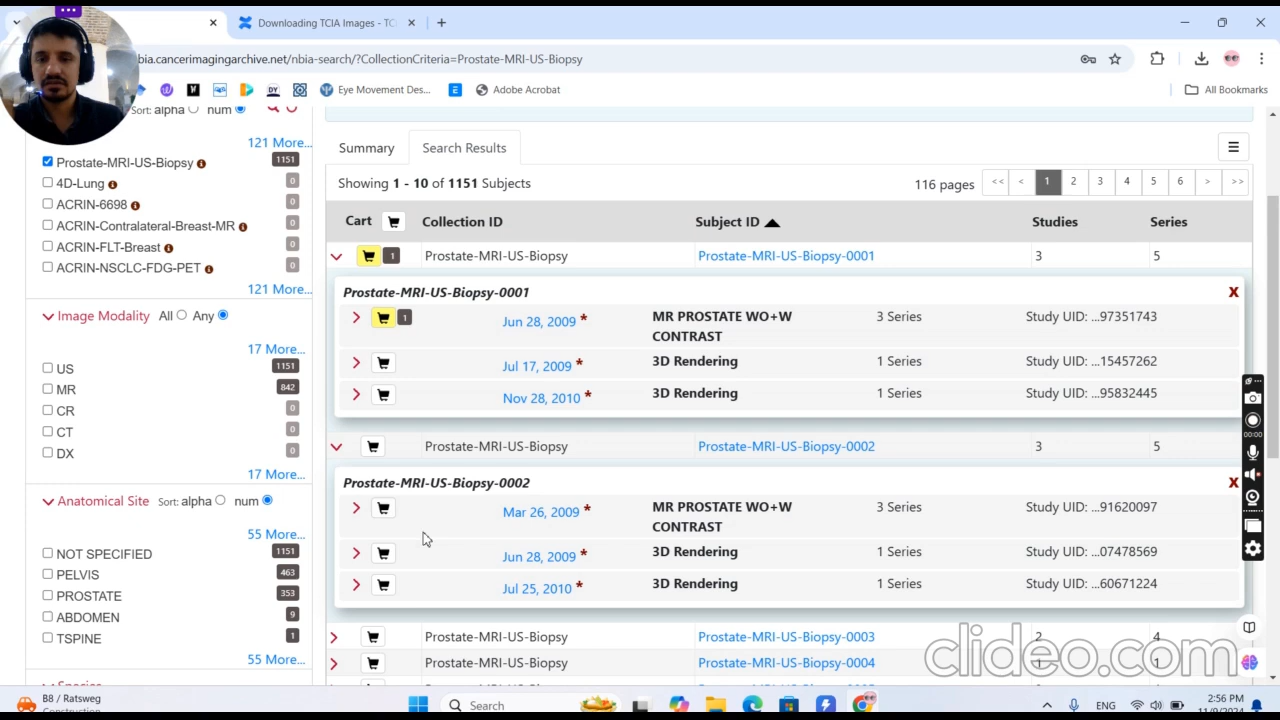 Downloading TCIA Images - TC
bia.cancerimagingarchive.net/nbia-search/?CollectionCriteria=Prostate-MRI-US-Biopsy
Eye Movement Des...
Adobe Acrobat
All Bookmarks
Sort: alpha num
121 More...
Prostate-MRI-US-Biopsy 1151
4D-Lung 0
ACRIN-6698 0
ACRIN-Contralateral-Breast-MR 0
ACRIN-FLT-Breast 0
ACRIN-NSCLC-FDG-PET 0
121 More...
Image Modality All Any
17 More...
US 1151
MR 842
CR 0
CT 0
DX 0
17 More...
Anatomical Site Sort: alpha num
55 More...
NOT SPECIFIED 1151
PELVIS 463
PROSTATE 353
ABDOMEN 9
TSPINE 1
55 More...
Summary Search Results
Showing 1 - 10 of 1151 Subjects
116 pages << < 1 2 3 4 5 6 > >>
Cart Collection ID Subject ID Studies Series
1 Prostate-MRI-US-Biopsy Prostate-MRI-US-Biopsy-0001 3 5
Prostate-MRI-US-Biopsy-0001 X
1 Jun 28, 2009 * MR PROSTATE WO+W CONTRAST 3 Series Study UID: ...97351743
Jul 17, 2009 * 3D Rendering 1 Series Study UID: ...15457262
Nov 28, 2010 * 3D Rendering 1 Series Study UID: ...95832445
Prostate-MRI-US-Biopsy Prostate-MRI-US-Biopsy-0002 3 5
Prostate-MRI-US-Biopsy-0002 X
Mar 26, 2009 * MR PROSTATE WO+W CONTRAST 3 Series Study UID: ...91620097
Jun 28, 2009 * 3D Rendering 1 Series Study UID: ...07478569
Jul 25, 2010 * 3D Rendering 1 Series Study UID: ...60671224
Prostate-MRI-US-Biopsy Prostate-MRI-US-Biopsy-0003 2 4
Prostate-MRI-US-Biopsy Prostate-MRI-US-Biopsy-0004 1
00:00
clideo.com
B8 / Ratsweg
Construction
Search
ENG
2:56 PM
11/9/2024